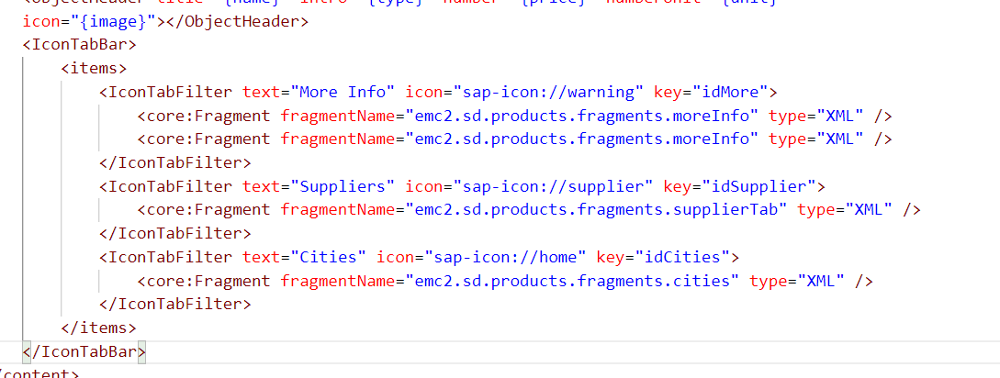 icon="{image}"></ObjectHeader>
<IconTabBar>
<items>
<IconTabFilter text="More Info" icon="sap-icon://warning" key="idMore">
<core:Fragment fragmentName="emc2.sd.products.fragments.moreInfo" type="XML" />
<core:Fragment fragmentName="emc2.sd.products.fragments.moreInfo" type="XML" />
</IconTabFilter>
<IconTabFilter text="Suppliers" icon="sap-icon://supplier" key="idSupplier">
<core:Fragment fragmentName="emc2.sd.products.fragments.supplierTab" type="XML" />
</IconTabFilter>
<IconTabFilter text="Cities" icon="sap-icon://home" key="idCities">
<core:Fragment fragmentName="emc2.sd.products.fragments.cities" type="XML" />
</IconTabFilter>
</items>
</IconTabBar>